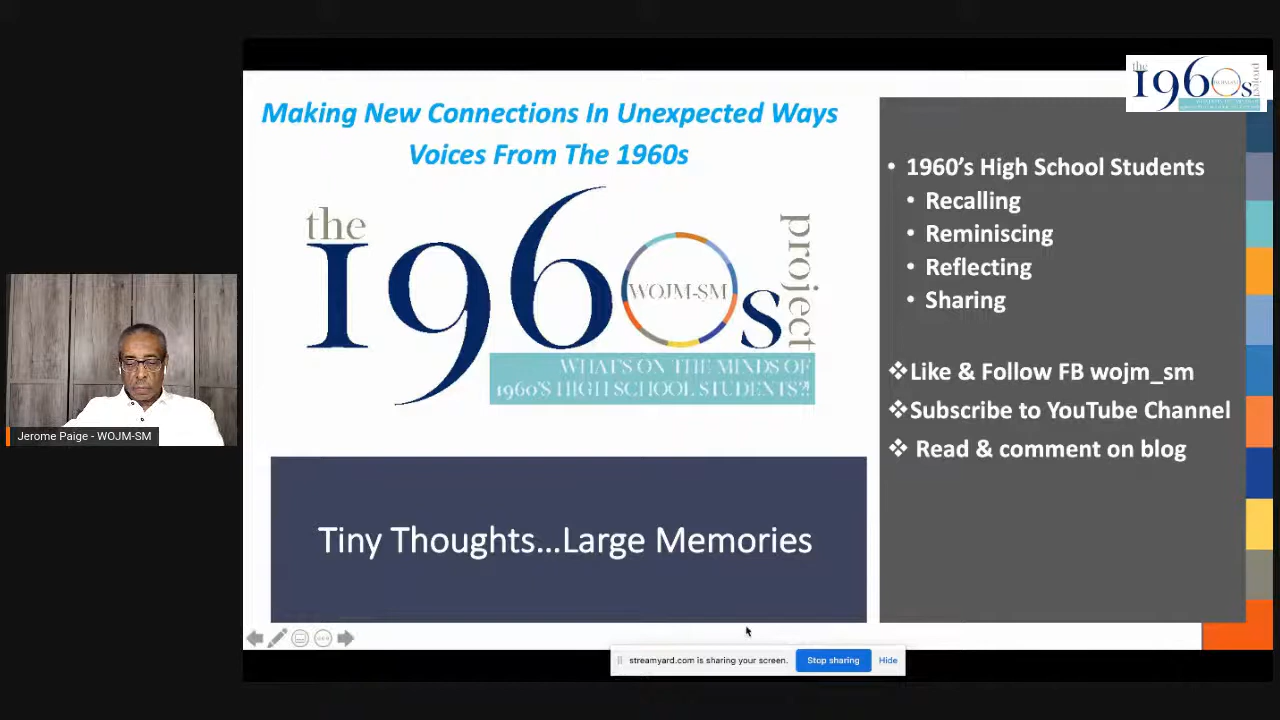 Making New Connections In Unexpected Ways
Voices From The 1960s
the
1960s
project
WOJM-SM
WHAT'S ON THE MINDS OF
1960'S HIGH SCHOOL STUDENTS?!
Tiny Thoughts...Large Memories
the
1960s
project
• 1960's High School Students
• Recalling
• Reminiscing
• Reflecting
• Sharing
❖Like & Follow FB wojm_sm
❖Subscribe to YouTube Channel
❖ Read & comment on blog
Jerome Paige - WOJM-SM
streamyard.com is sharing your screen.
Stop sharing
Hide